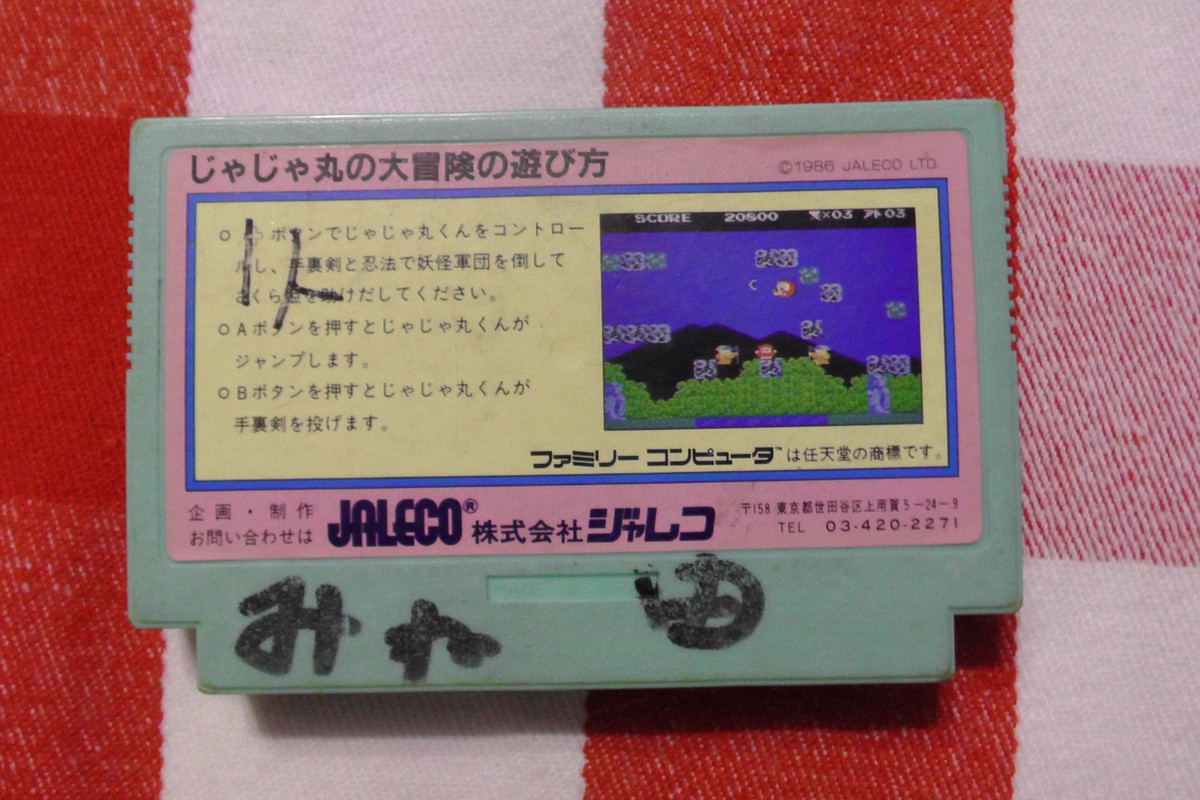 じゃじゃ丸の大冒険の遊び方
©1986 JALECO LTD.
○ ボタンでじゃじゃ丸くんをコントロー
ルし、手裏剣と忍法で妖怪軍団を倒して
さくら姫を助けだしてください。
○Aボタンを押すとじゃじゃ丸くんが
ジャンプします。
○Bボタンを押すとじゃじゃ丸くんが
手裏剣を投げます。
SCORE 20800 ×03 アト03
ファミリー コンピュータ™は任天堂の商標です。
企画・制作
お問い合わせは
JALECO® 株式会社ジャレコ
〒158 東京都世田谷区上用賀5-24-9
TEL 03-420-2271
み